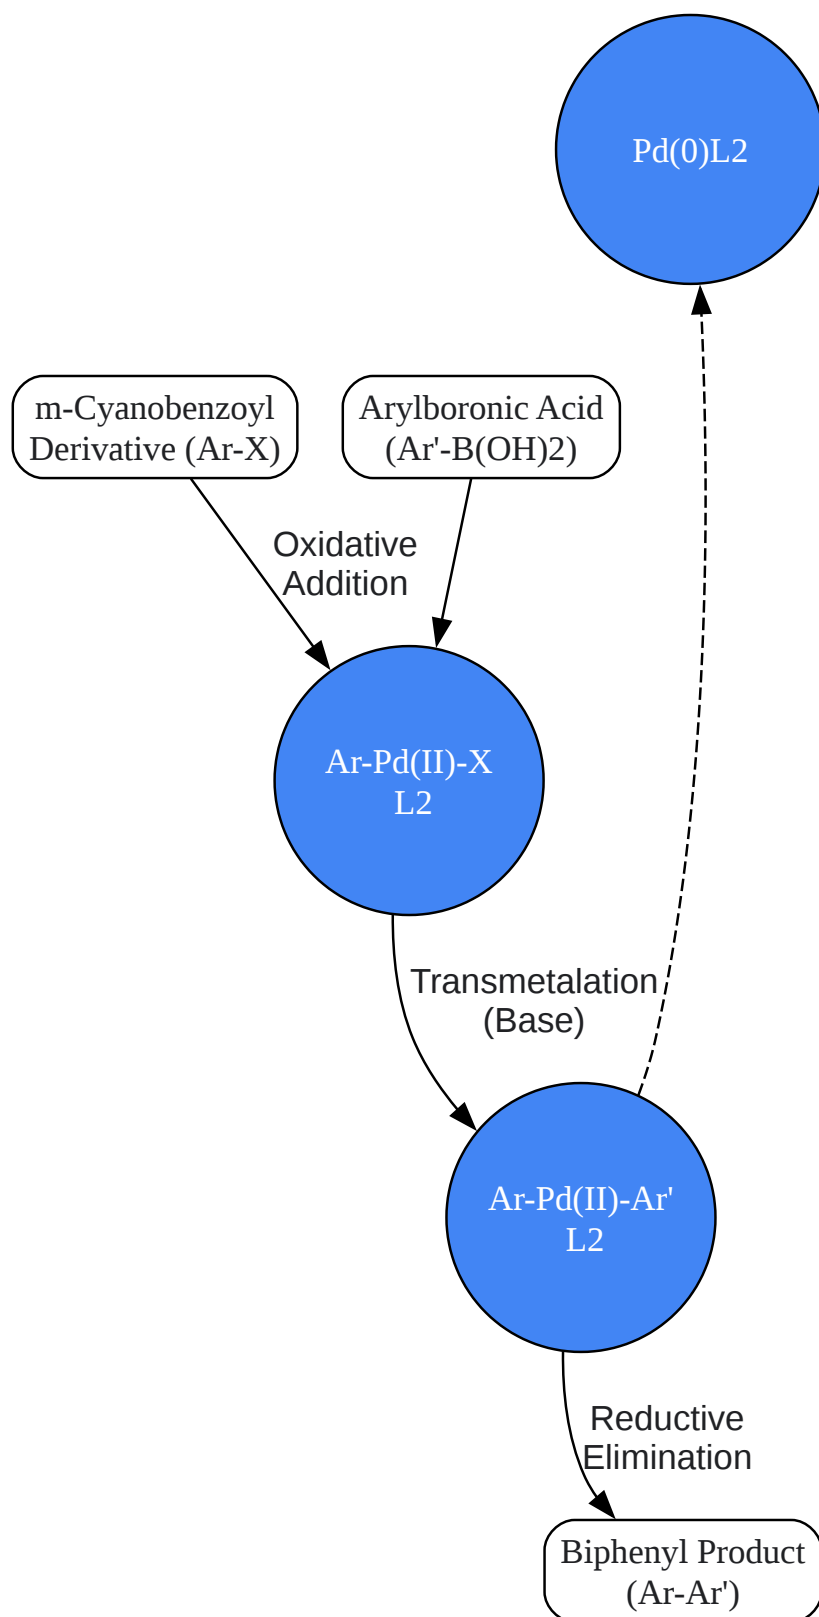 Pd(0)L2
m-Cyanobenzoyl
Derivative (Ar-X)
Arylboronic Acid
(Ar'-B(OH)2)
Oxidative
Addition
Ar-Pd(II)-X
L2
Transmetalation
(Base)
Ar-Pd(II)-Ar'
L2
Reductive
Elimination
Biphenyl Product
(Ar-Ar')